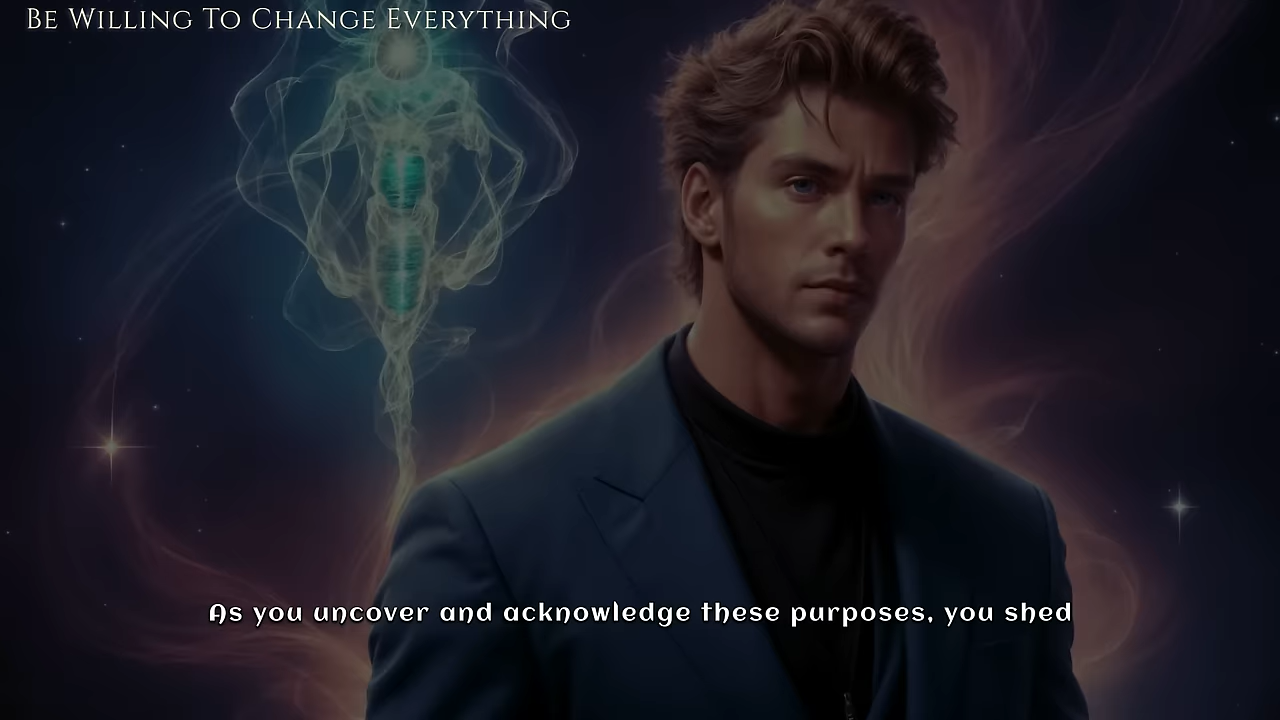 Be Willing To Change Everything
As you uncover and acknowledge these purposes, you shed